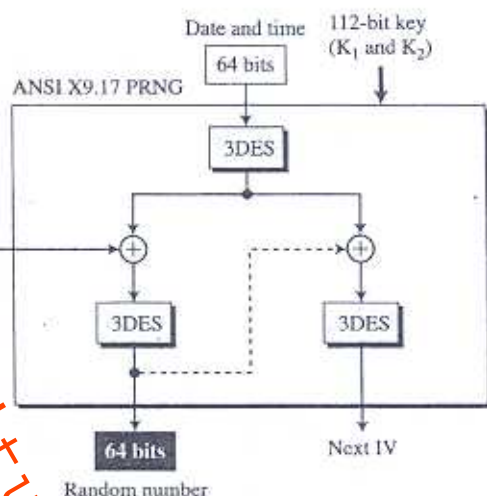 Date and time
112-bit key
(K₁ and K₂)
64 bits
ANSI X9.17 PRNG
3DES
+
+
3DES
3DES
64 bits
Next IV
Random number